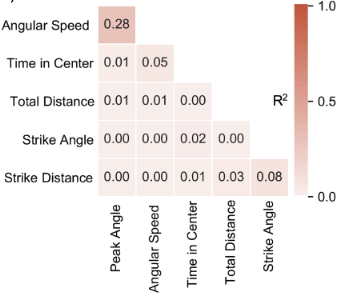 1.0
Angular Speed 0.28
Time in Center 0.01 0.05
Total Distance 0.01 0.01 0.00
R² 0.5
Strike Angle 0.00 0.00 0.02 0.00
Strike Distance 0.00 0.00 0.01 0.03 0.08
0.0
Peak Angle
Angular Speed
Time in Center
Total Distance
Strike Angle